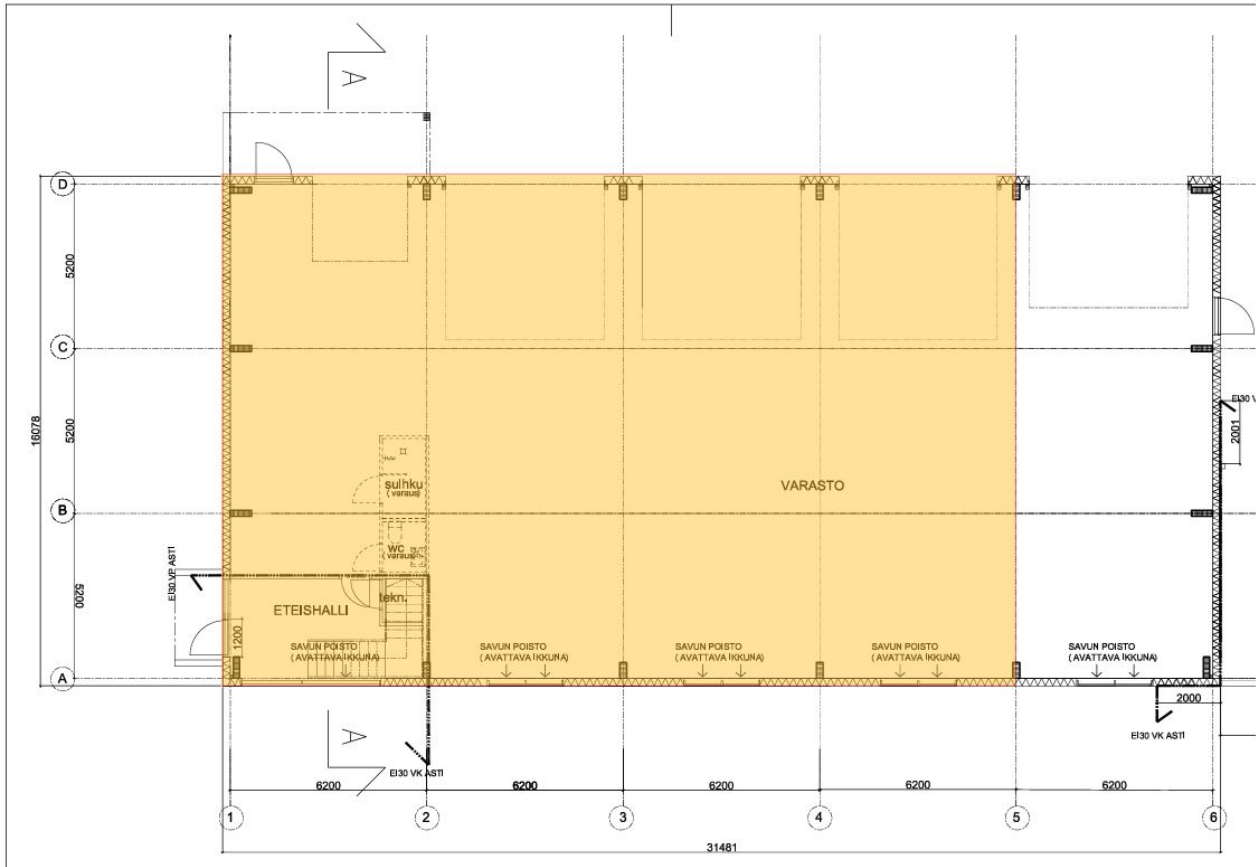 A
D
5200
C
16078
5200
EI30 V
2001
sulhku
( varaus)
VARASTO
B
WC
( varaus)
EI30 VP ASTI
5200
tekn.
ETEISHALLI
1200
SAVUN POISTO
( AVATTAVA IKKUNA)
SAVUN POISTO
( AVATTAVA IKKUNA)
SAVUN POISTO
( AVATTAVA IKKUNA)
SAVUN POISTO
( AVATTAVA IKKUNA)
SAVUN POISTO
( AVATTAVA IKKUNA)
A
2000
A
EI30 VK ASTI
EI30 VK ASTI
6200
6200
6200
6200
6200
1
2
3
4
5
6
31481